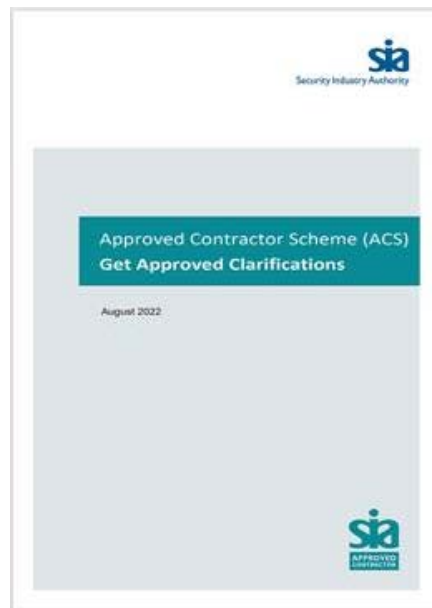 sia
Security Industry Authority
Approved Contractor Scheme (ACS)
Get Approved Clarifications
August 2022
sia
APPROVED
CONTRACTOR